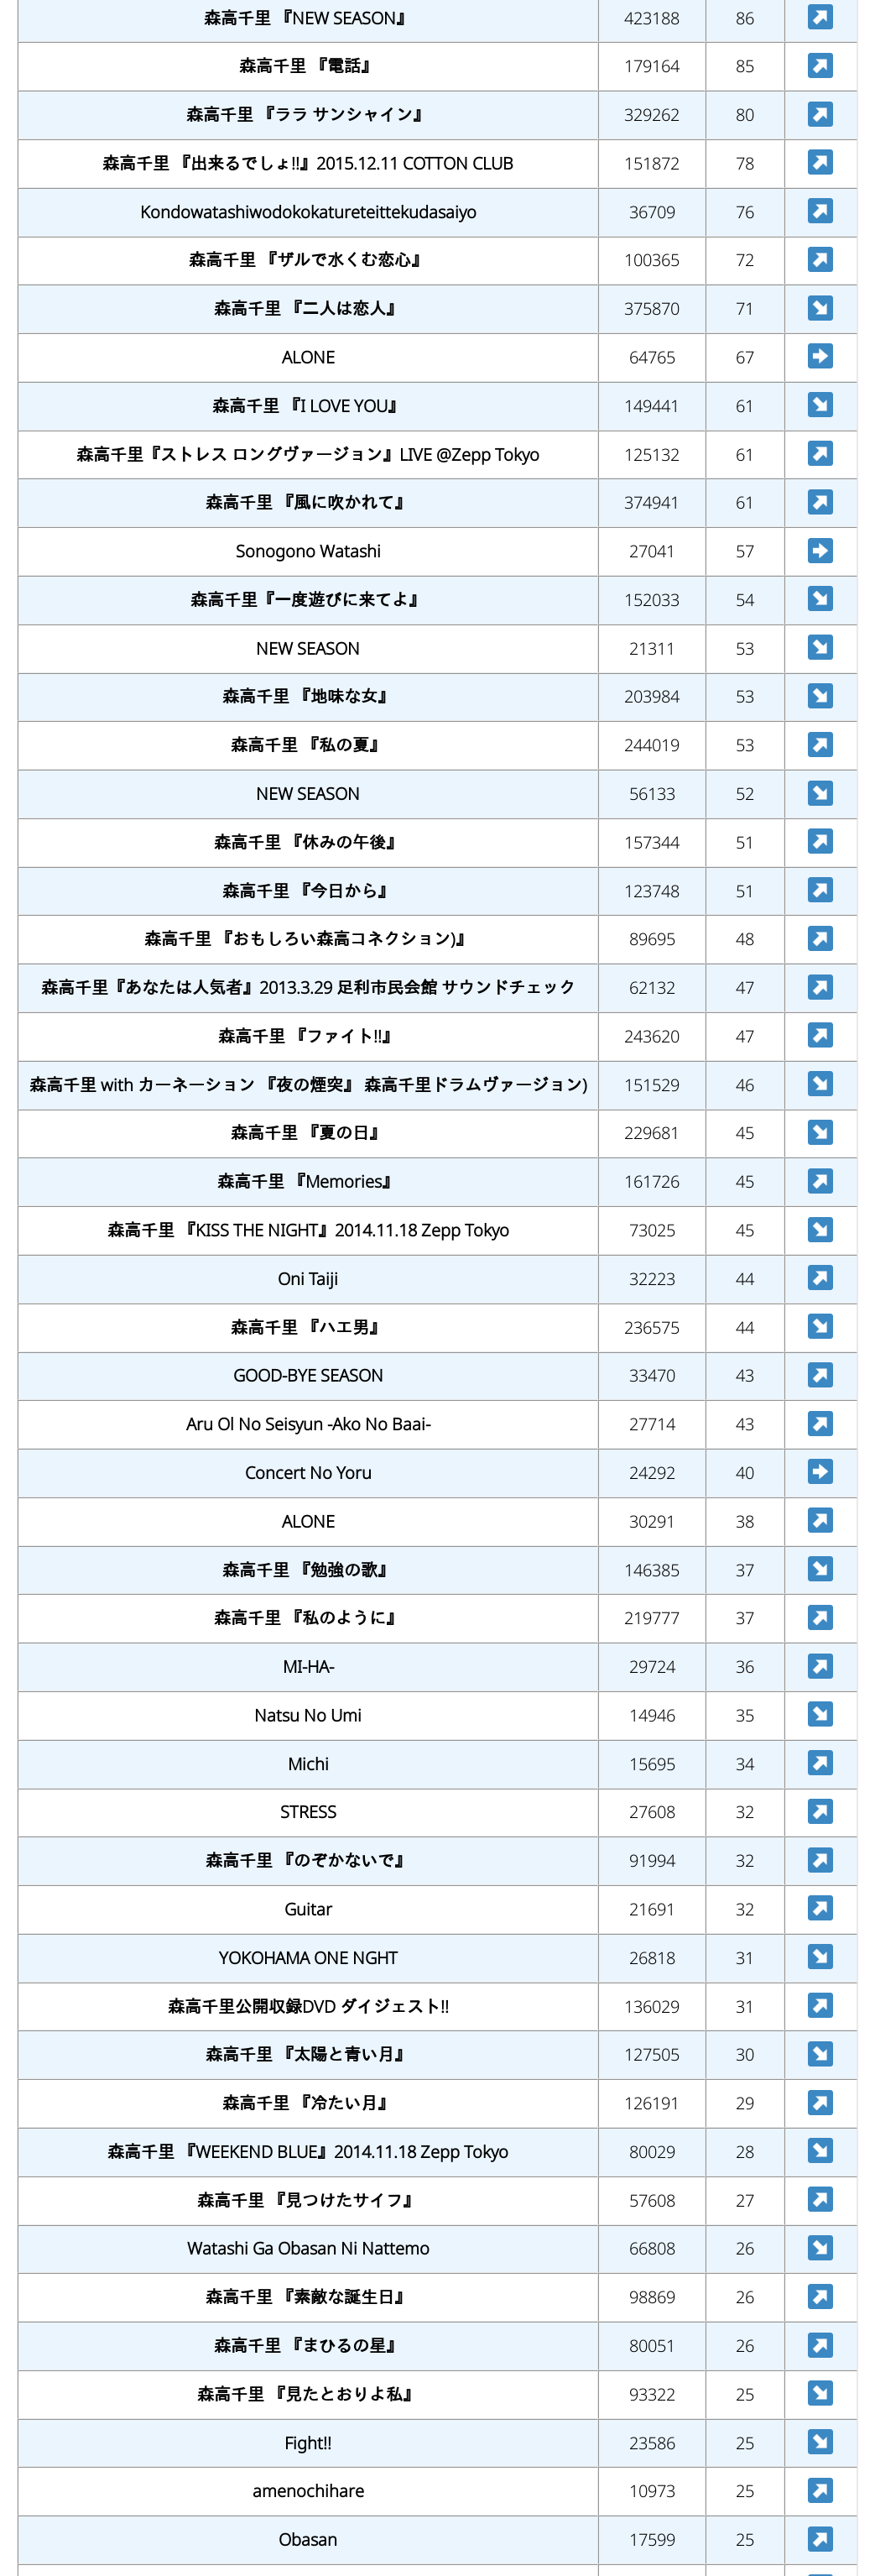 森高千里 『NEW SEASON』 423188 86
森高千里 『電話』 179164 85
森高千里 『ララ サンシャイン』 329262 80
森高千里 『出来るでしょ!!』2015.12.11 COTTON CLUB 151872 78
Kondowatashiwodokokatureteittekudasaiyo 36709 76
森高千里 『ザルで水くむ恋心』 100365 72
森高千里 『二人は恋人』 375870 71
ALONE 64765 67
森高千里 『I LOVE YOU』 149441 61
森高千里『ストレス ロングヴァージョン』LIVE @Zepp Tokyo 125132 61
森高千里 『風に吹かれて』 374941 61
Sonogono Watashi 27041 57
森高千里『一度遊びに来てよ』 152033 54
NEW SEASON 21311 53
森高千里 『地味な女』 203984 53
森高千里 『私の夏』 244019 53
NEW SEASON 56133 52
森高千里 『休みの午後』 157344 51
森高千里 『今日から』 123748 51
森高千里 『おもしろい森高コネクション)』 89695 48
森高千里『あなたは人気者』2013.3.29 足利市民会館 サウンドチェック 62132 47
森高千里 『ファイト!!』 243620 47
森高千里 with カーネーション 『夜の煙突』 森高千里ドラムヴァージョン) 151529 46
森高千里 『夏の日』 229681 45
森高千里 『Memories』 161726 45
森高千里 『KISS THE NIGHT』2014.11.18 Zepp Tokyo 73025 45
Oni Taiji 32223 44
森高千里 『ハエ男』 236575 44
GOOD-BYE SEASON 33470 43
Aru Ol No Seisyun -Ako No Baai- 27714 43
Concert No Yoru 24292 40
ALONE 30291 38
森高千里 『勉強の歌』 146385 37
森高千里 『私のように』 219777 37
MI-HA- 29724 36
Natsu No Umi 14946 35
Michi 15695 34
STRESS 27608 32
森高千里 『のぞかないで』 91994 32
Guitar 21691 32
YOKOHAMA ONE NGHT 26818 31
森高千里公開収録DVD ダイジェスト!! 136029 31
森高千里 『太陽と青い月』 127505 30
森高千里 『冷たい月』 126191 29
森高千里 『WEEKEND BLUE』2014.11.18 Zepp Tokyo 80029 28
森高千里 『見つけたサイフ』 57608 27
Watashi Ga Obasan Ni Nattemo 66808 26
森高千里 『素敵な誕生日』 98869 26
森高千里 『まひるの星』 80051 26
森高千里 『見たとおりよ私』 93322 25
Fight!! 23586 25
amenochihare 10973 25
Obasan 17599 25